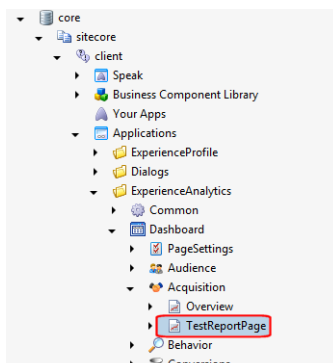 core
sitecore
client
Speak
Business Component Library
Your Apps
Applications
ExperienceProfile
Dialogs
ExperienceAnalytics
Common
Dashboard
PageSettings
Audience
Acquisition
Overview
TestReportPage
Behavior